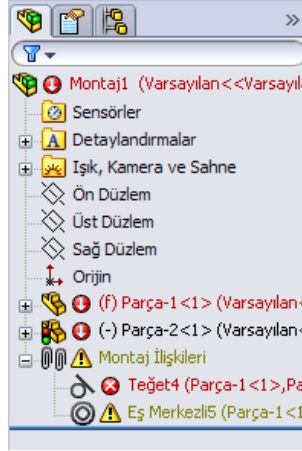 »
Montaj1 (Varsayılan<<Varsayıl
Sensörler
A Detaylandırmalar
Işık, Kamera ve Sahne
Ön Düzlem
Üst Düzlem
Sağ Düzlem
Orijin
(f) Parça-1<1> (Varsayılan<
(-) Parça-2<1> (Varsayılan<
Montaj İlişkileri
Teğet4 (Parça-1<1>,Pa
Eş Merkezli5 (Parça-1<1